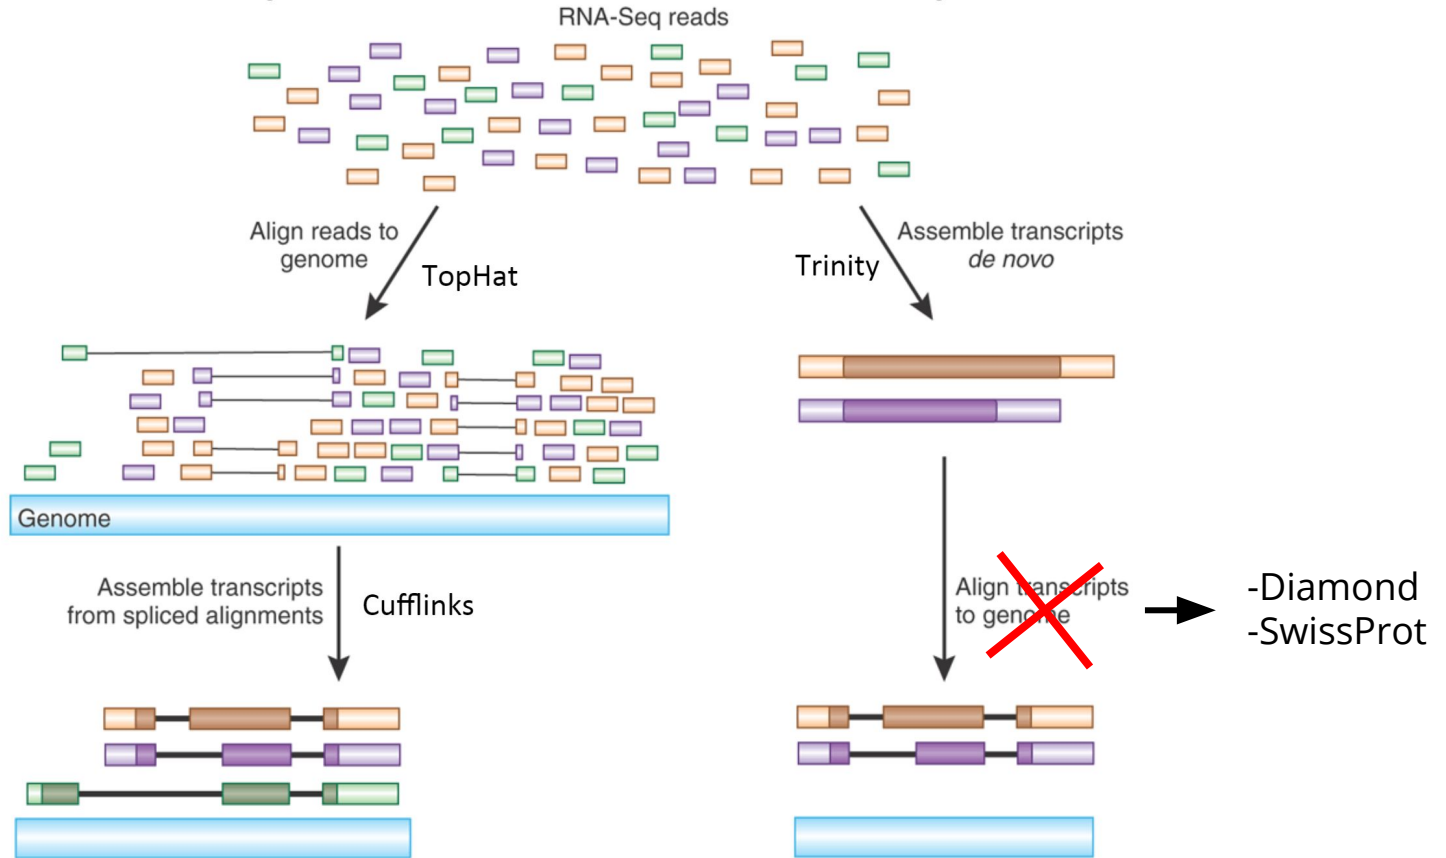 RNA-Seq reads
Align reads to
genome
TopHat
Trinity
Assemble transcripts
de novo
Genome
Assemble transcripts
from spliced alignments
Cufflinks
Align transcripts
to genome
-Diamond
-SwissProt